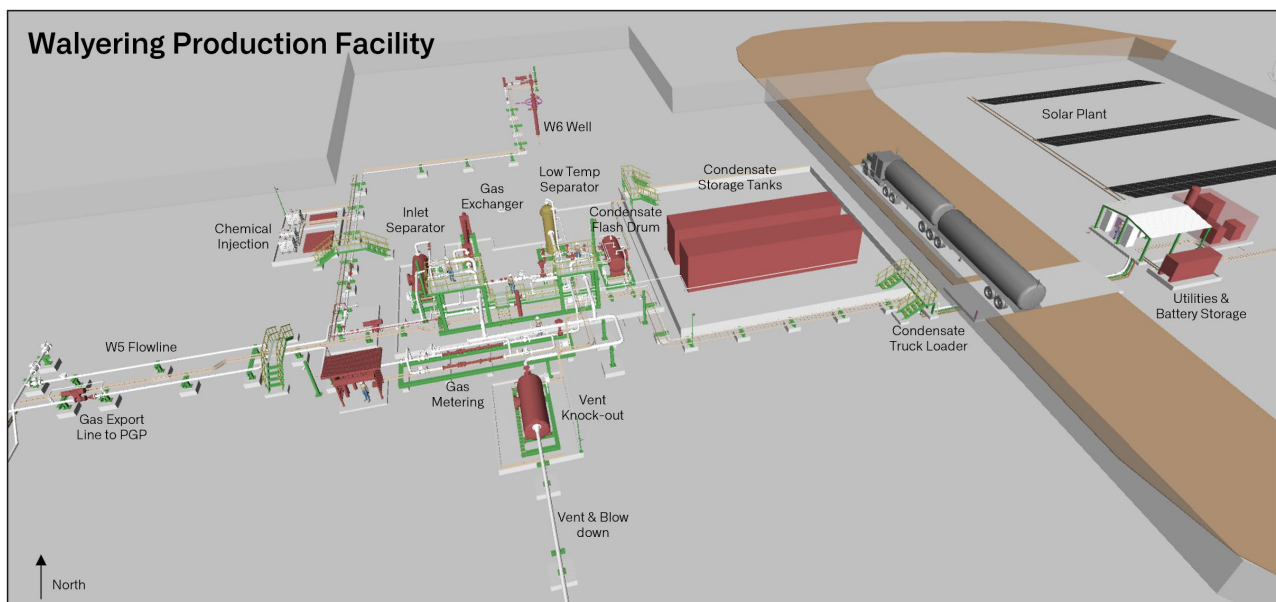 Walyering Production Facility
W6 Well
Solar Plant
Low Temp
Separator
Condensate
Storage Tanks
Gas
Exchanger
Chemical
Injection
Inlet
Separator
Condensate
Flash Drum
Utilities &
Battery Storage
Condensate
Truck Loader
W5 Flowline
Gas
Metering
Vent
Knock-out
Gas Export
Line to PGP
Vent & Blow
down
North